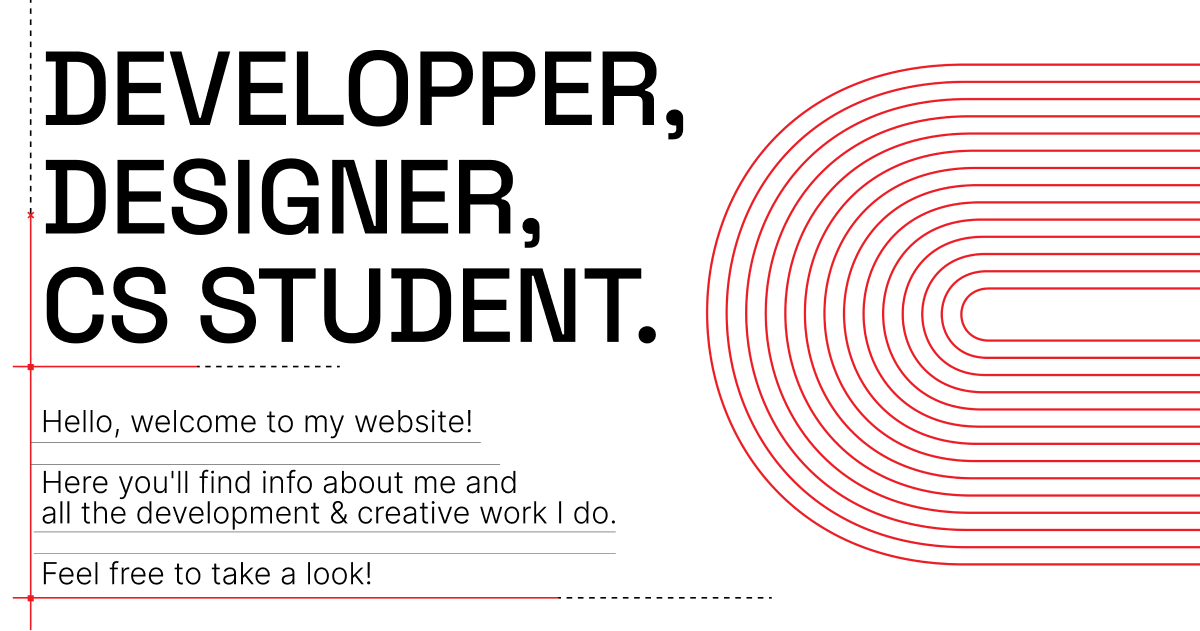 DEVELOPPER,
DESIGNER,
CS STUDENT.
Hello, welcome to my website!
Here you'll find info about me and
all the development & creative work I do.
Feel free to take a look!